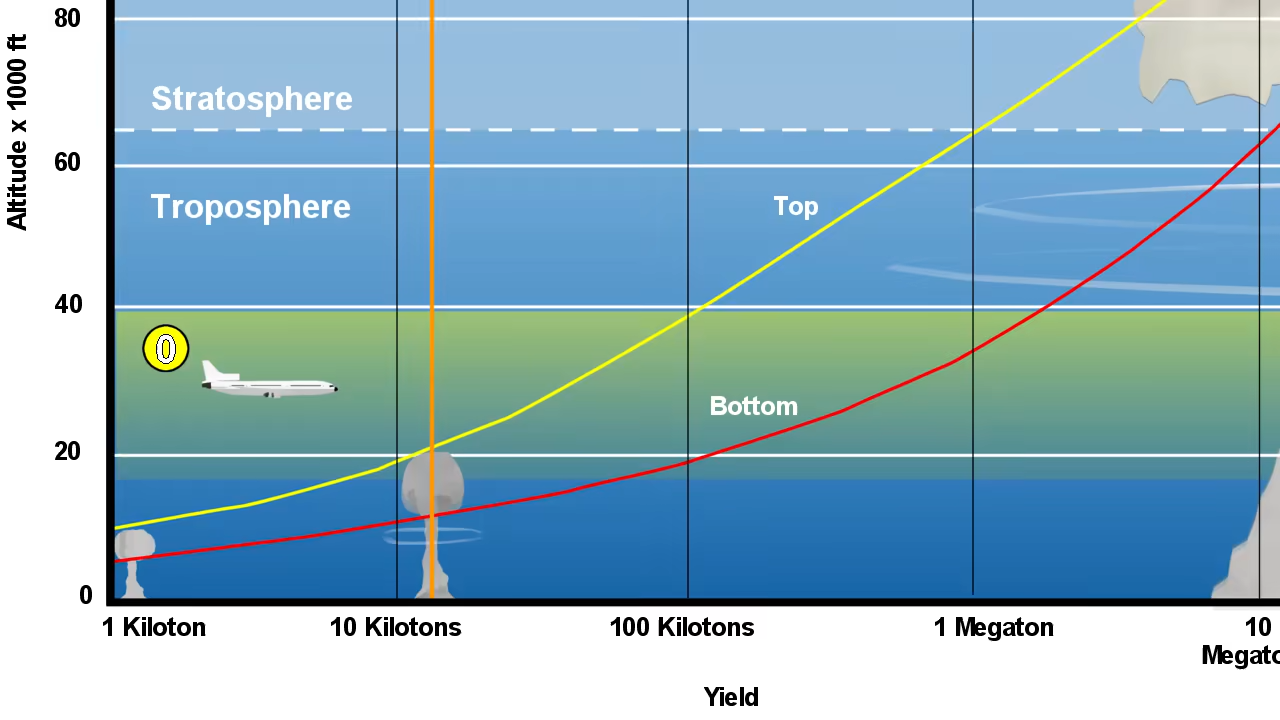 80
Altitude x 1000 ft
Stratosphere
60
Troposphere
Top
40
0
Bottom
20
0
1 Kiloton
10 Kilotons
100 Kilotons
1 Megaton
10
Megato
Yield